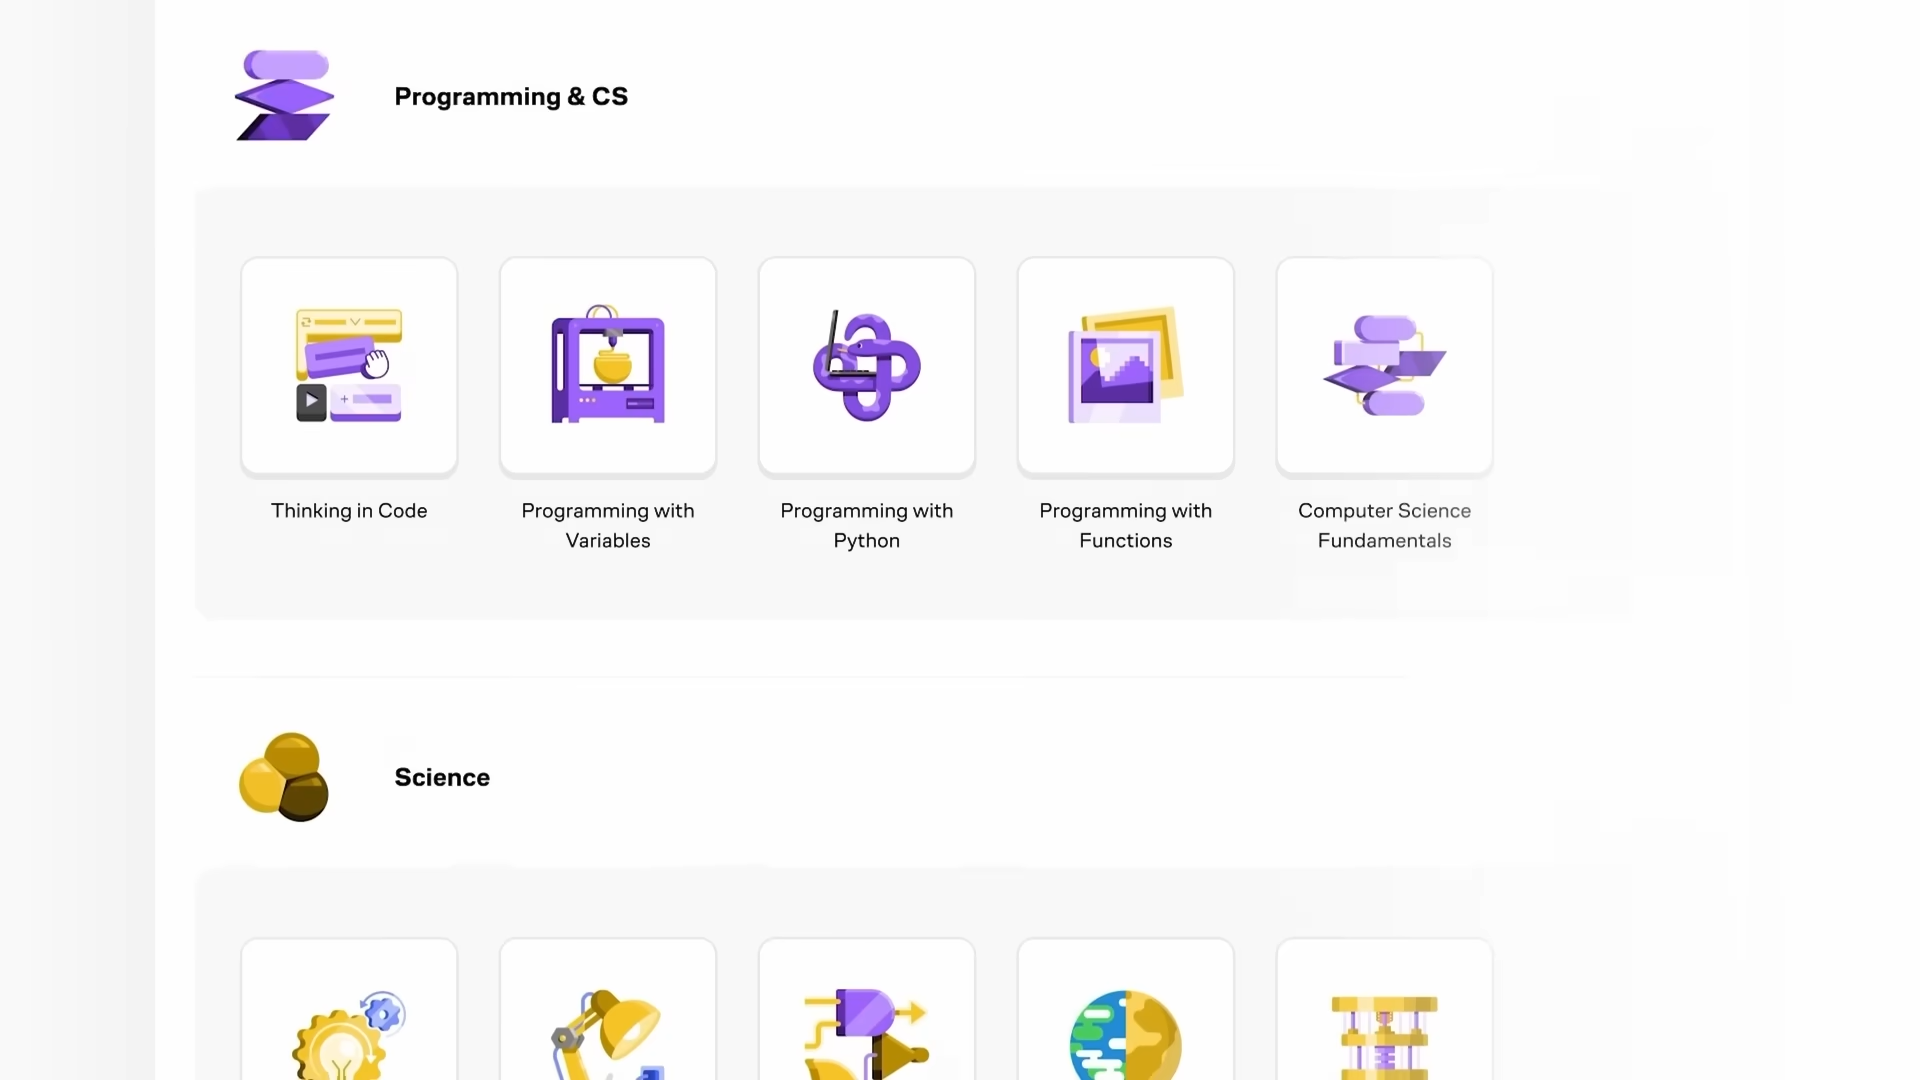 Programming & CS
Thinking in Code
Programming with
Variables
Programming with
Python
Programming with
Functions
Computer Science
Fundamentals
Science